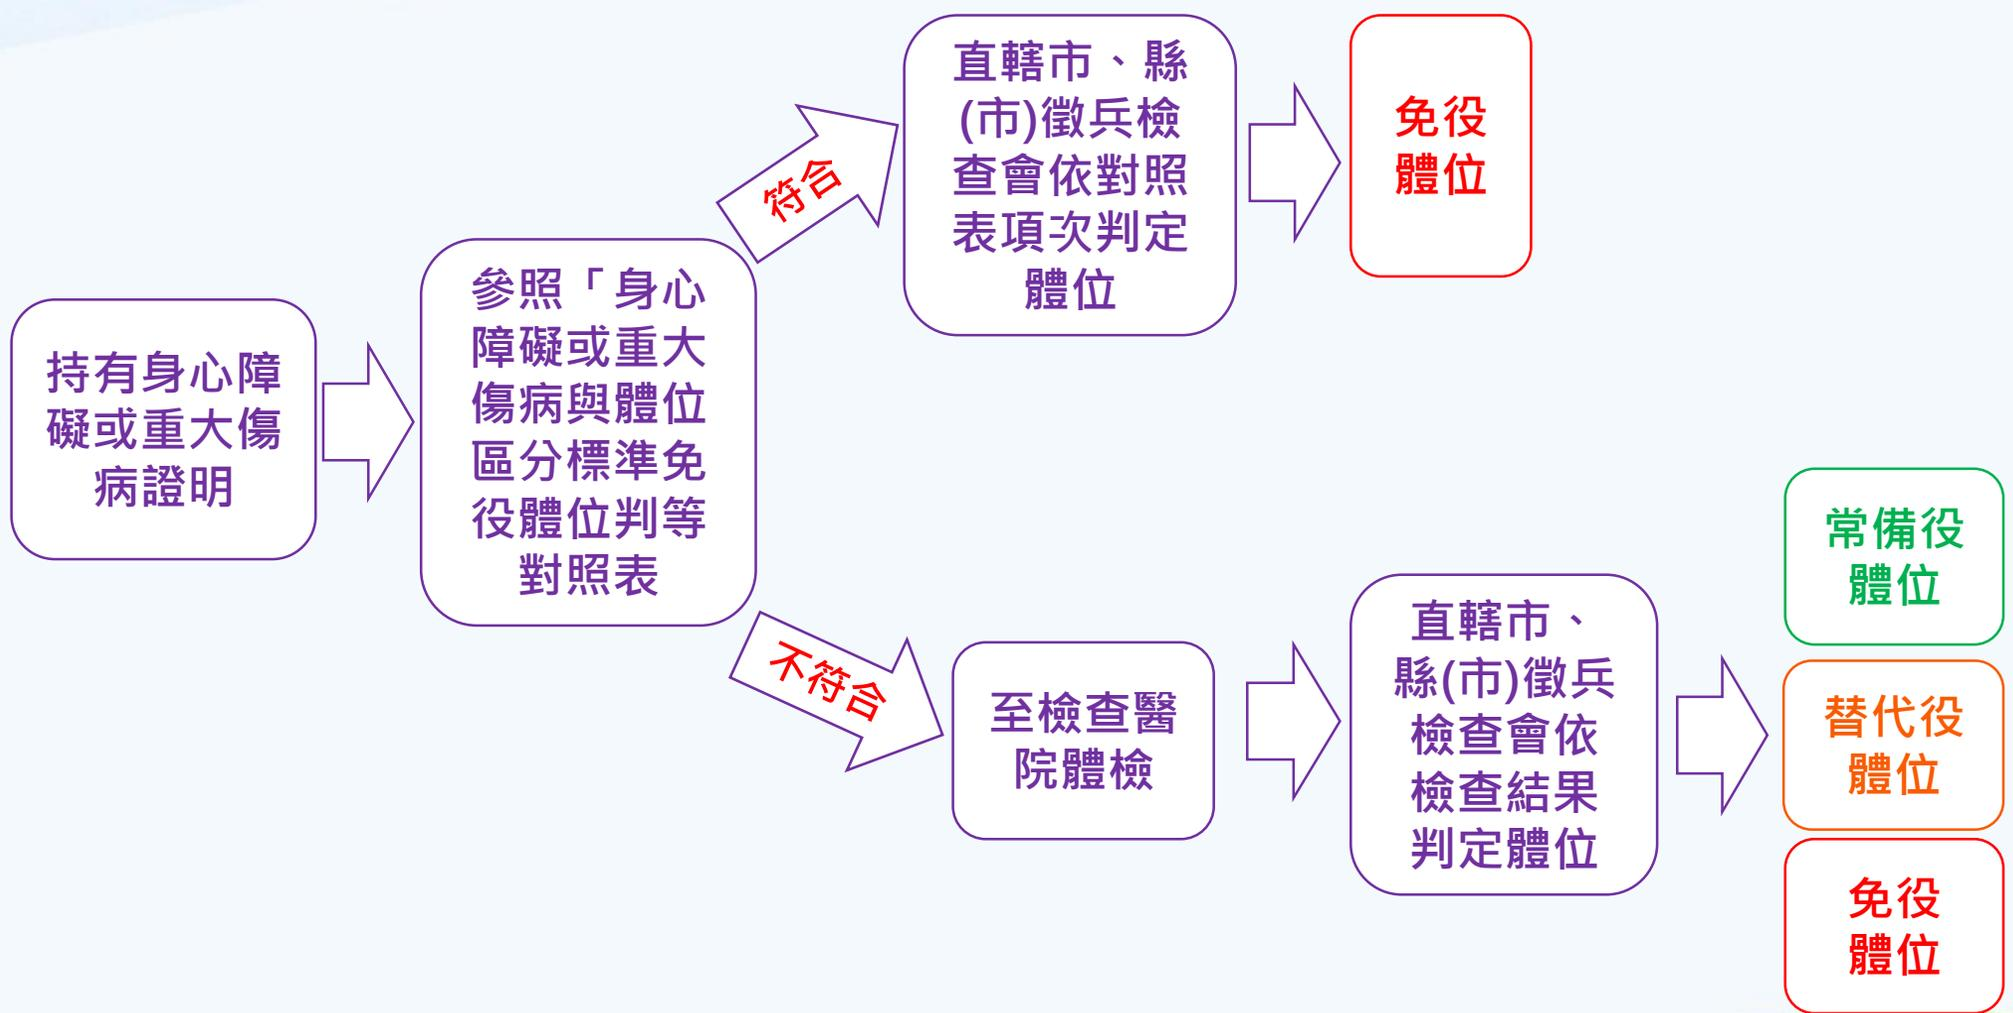 持有身心障
礙或重大傷
病證明
參照「身心
障礙或重大
傷病與體位
區分標準免
役體位判等
對照表
符合
直轄市、縣
(市)徵兵檢
查會依對照
表項次判定
體位
免役
體位
不符合
至檢查醫
院體檢
直轄市、
縣(市)徵兵
檢查會依
檢查結果
判定體位
常備役
體位
替代役
體位
免役
體位